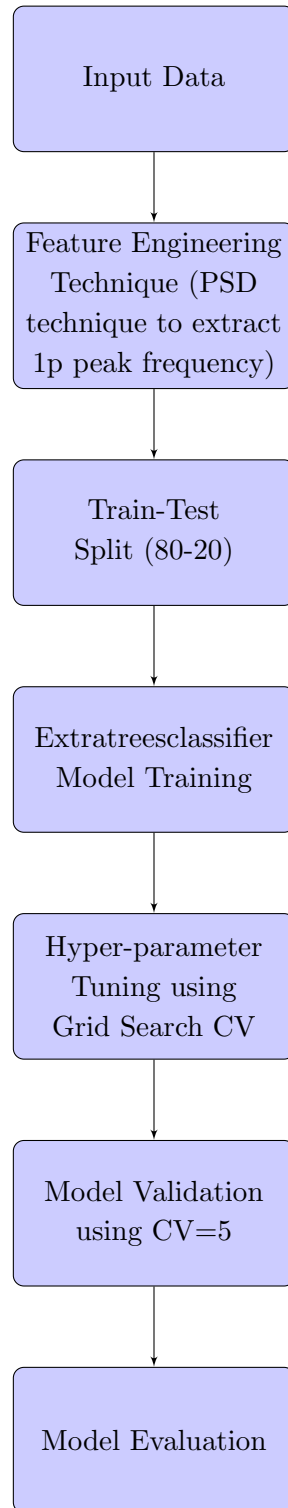 Input Data
Feature Engineering
Technique (PSD
technique to extract
1p peak frequency)
Train-Test
Split (80-20)
Extratreesclassifier
Model Training
Hyper-parameter
Tuning using
Grid Search CV
Model Validation
using CV=5
Model Evaluation